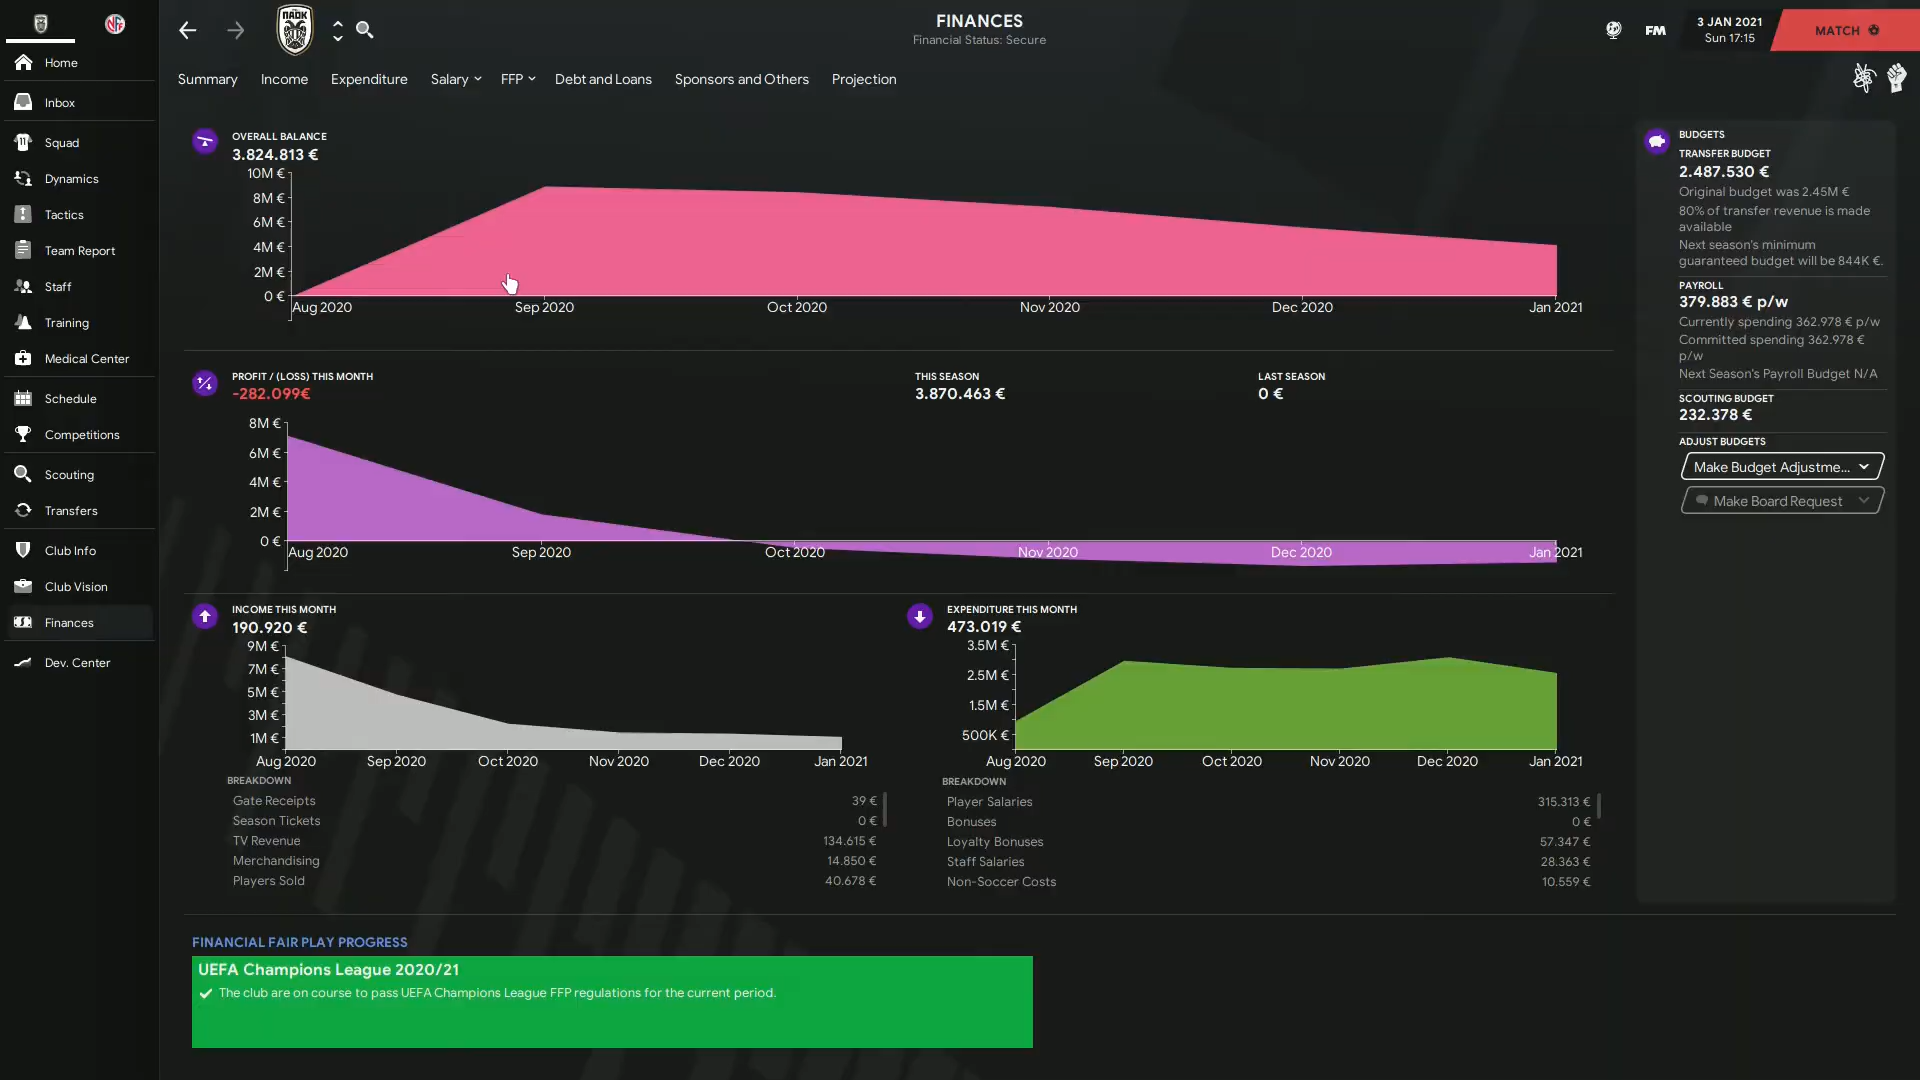 FINANCES
Financial Status: Secure
FM
3 JAN 2021
Sun 17:15
MATCH
ΠΑΟΚ
Home
Inbox
Squad
Dynamics
Tactics
Team Report
Staff
Training
Medical Center
Schedule
Competitions
Scouting
Transfers
Club Info
Club Vision
Finances
Dev. Center
Summary Income Expenditure Salary FFP Debt and Loans Sponsors and Others Projection
OVERALL BALANCE
3.824.813 €
10M €
8M €
6M €
4M €
2M €
0 €
Aug 2020 Sep 2020 Oct 2020 Nov 2020 Dec 2020 Jan 2021
PROFIT / (LOSS) THIS MONTH
-282.099€
THIS SEASON
3.870.463 €
LAST SEASON
0 €
8M €
6M €
4M €
2M €
0 €
Aug 2020 Sep 2020 Oct 2020 Nov 2020 Dec 2020 Jan 2021
INCOME THIS MONTH
190.920 €
9M €
7M €
5M €
3M €
1M €
Aug 2020 Sep 2020 Oct 2020 Nov 2020 Dec 2020 Jan 2021
BREAKDOWN
Gate Receipts 39 €
Season Tickets 0 €
TV Revenue 134.615 €
Merchandising 14.850 €
Players Sold 40.678 €
EXPENDITURE THIS MONTH
473.019 €
3.5M €
2.5M €
1.5M €
500K €
Aug 2020 Sep 2020 Oct 2020 Nov 2020 Dec 2020 Jan 2021
BREAKDOWN
Player Salaries 315.313 €
Bonuses 0 €
Loyalty Bonuses 57.347 €
Staff Salaries 28.363 €
Non-Soccer Costs 10.559 €
BUDGETS
TRANSFER BUDGET
2.487.530 €
Original budget was 2.45M €
80% of transfer revenue is made
available
Next season's minimum
guaranteed budget will be 844K €.
PAYROLL
379.883 € p/w
Currently spending 362.978 € p/w
Committed spending 362.978 €
p/w
Next Season's Payroll Budget N/A
SCOUTING BUDGET
232.378 €
ADJUST BUDGETS
Make Budget Adjustme...
Make Board Request
FINANCIAL FAIR PLAY PROGRESS
UEFA Champions League 2020/21
The club are on course to pass UEFA Champions League FFP regulations for the current period.